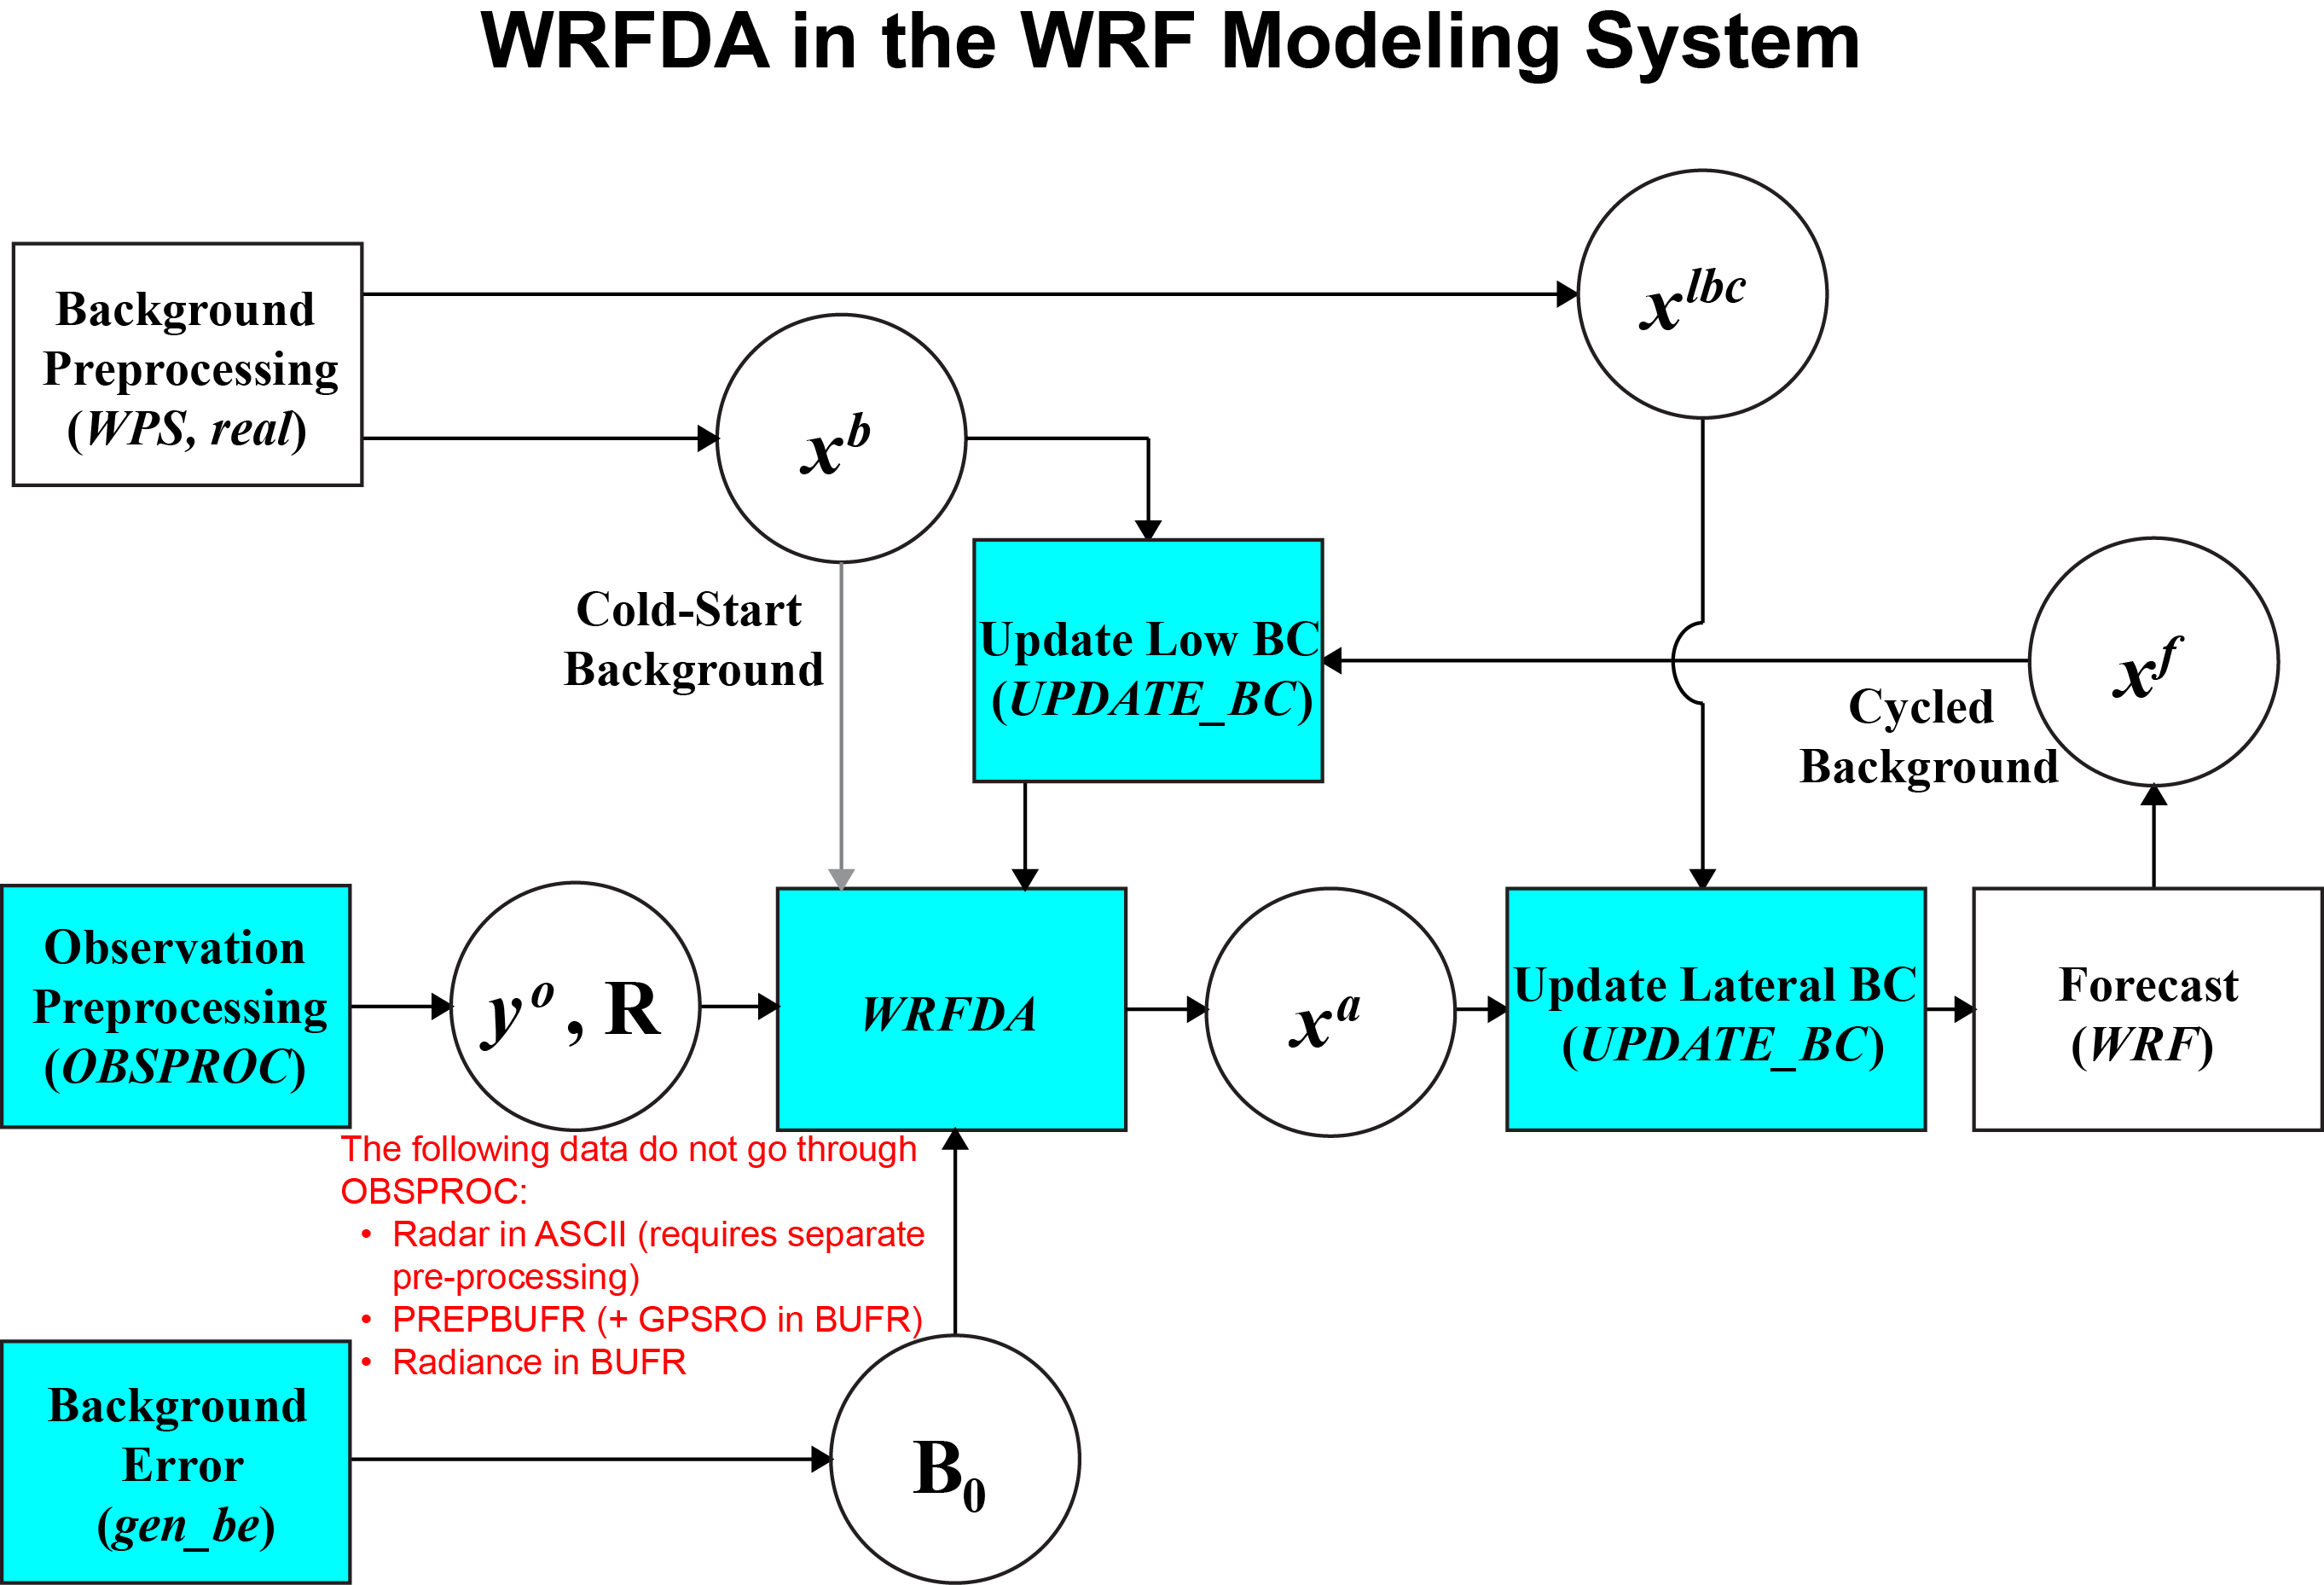 WRFDA in the WRF Modeling System
Background
Preprocessing
(WPS, real)
x^lbc
x^b
Cold-Start
Background
Update Low BC
(UPDATE_BC)
x^f
Cycled
Background
Observation
Preprocessing
(OBSPROC)
y^o, R
WRFDA
x^a
Update Lateral BC
(UPDATE_BC)
Forecast
(WRF)
The following data do not go through
OBSPROC:
• Radar in ASCII (requires separate
pre-processing)
• PREPBUFR (+ GPSRO in BUFR)
• Radiance in BUFR
Background
Error
(gen_be)
B_0